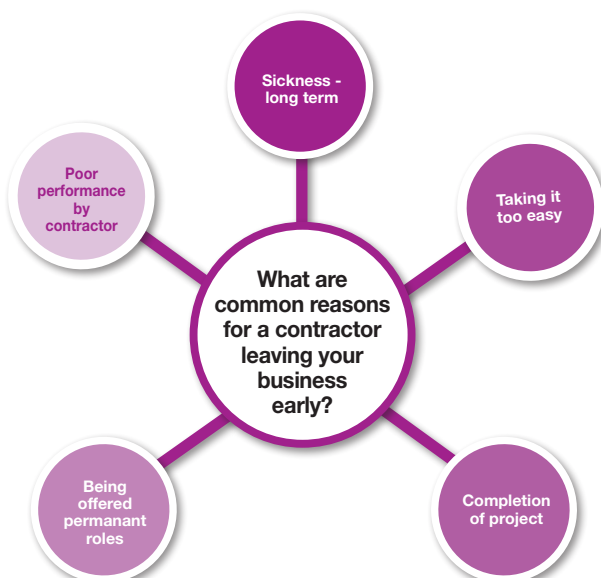 Sickness -
long term
Poor
performance
by
contractor
Taking it
too easy
What are
common reasons
for a contractor
leaving your
business
early?
Being
offered
permanant
roles
Completion
of project